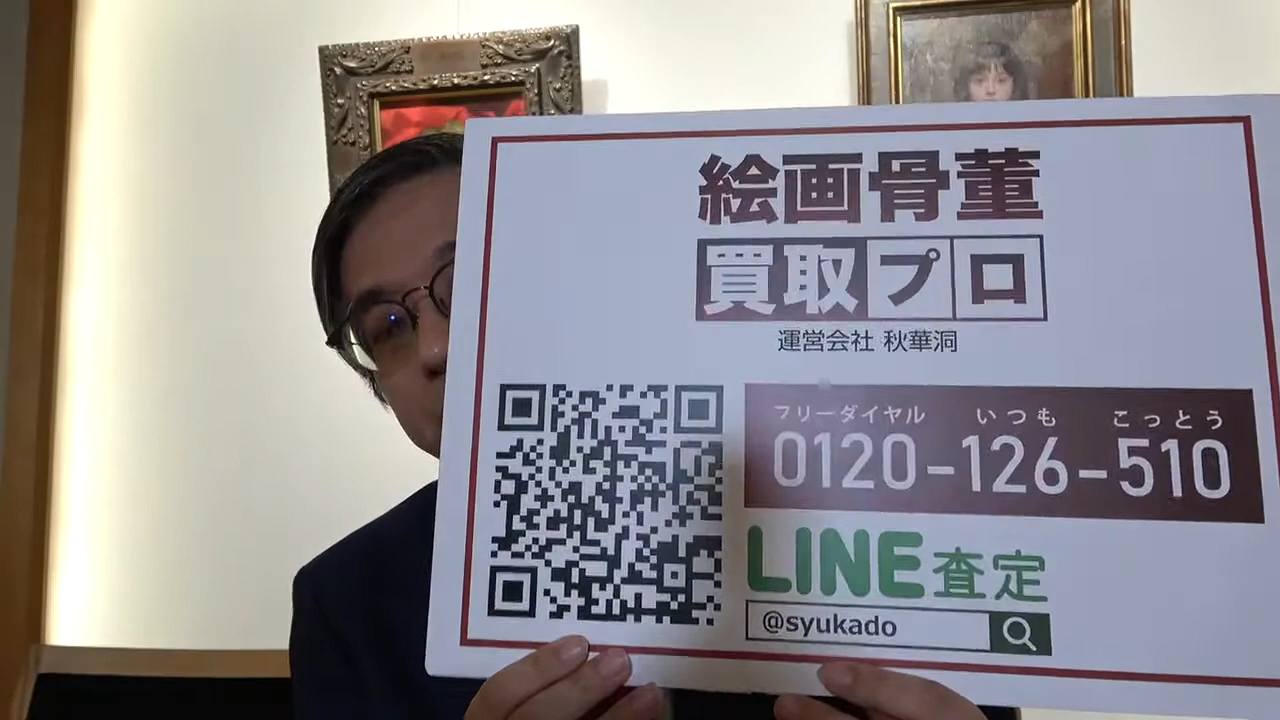 絵画骨董
買取プロ
運営会社 秋華洞
フリーダイヤル いつも こっとう
0120-126-510
LINE査定
@syukado